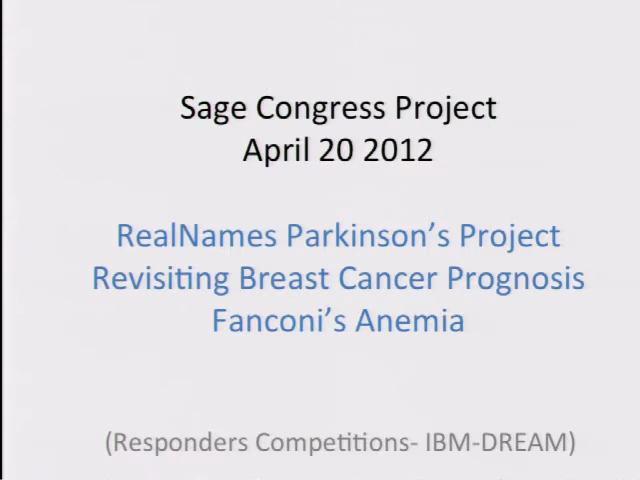 Sage Congress Project
April 20 2012
RealNames Parkinson's Project
Revisiting Breast Cancer Prognosis
Fanconi's Anemia
(Responders Competitions- IBM-DREAM)